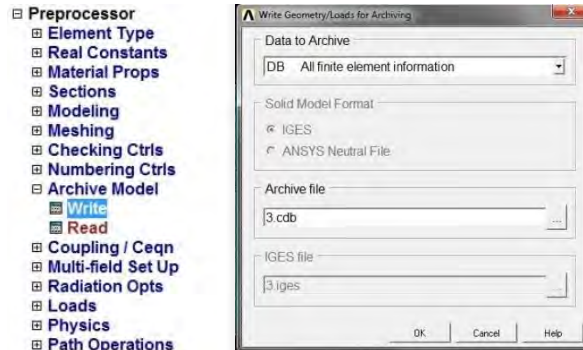 Preprocessor
Element Type
Real Constants
Material Props
Sections
Modeling
Meshing
Checking Ctrls
Numbering Ctrls
Archive Model
Write
Read
Coupling / Ceqn
Multi-field Set Up
Radiation Opts
Loads
Physics
Path Operations
Write Geometry/Loads for Archiving
Data to Archive
DB All finite element information
Solid Model Format
IGES
ANSYS Neutral File
Archive file
3.cdb
...
IGES file
3.iges
...
OK Cancel Help